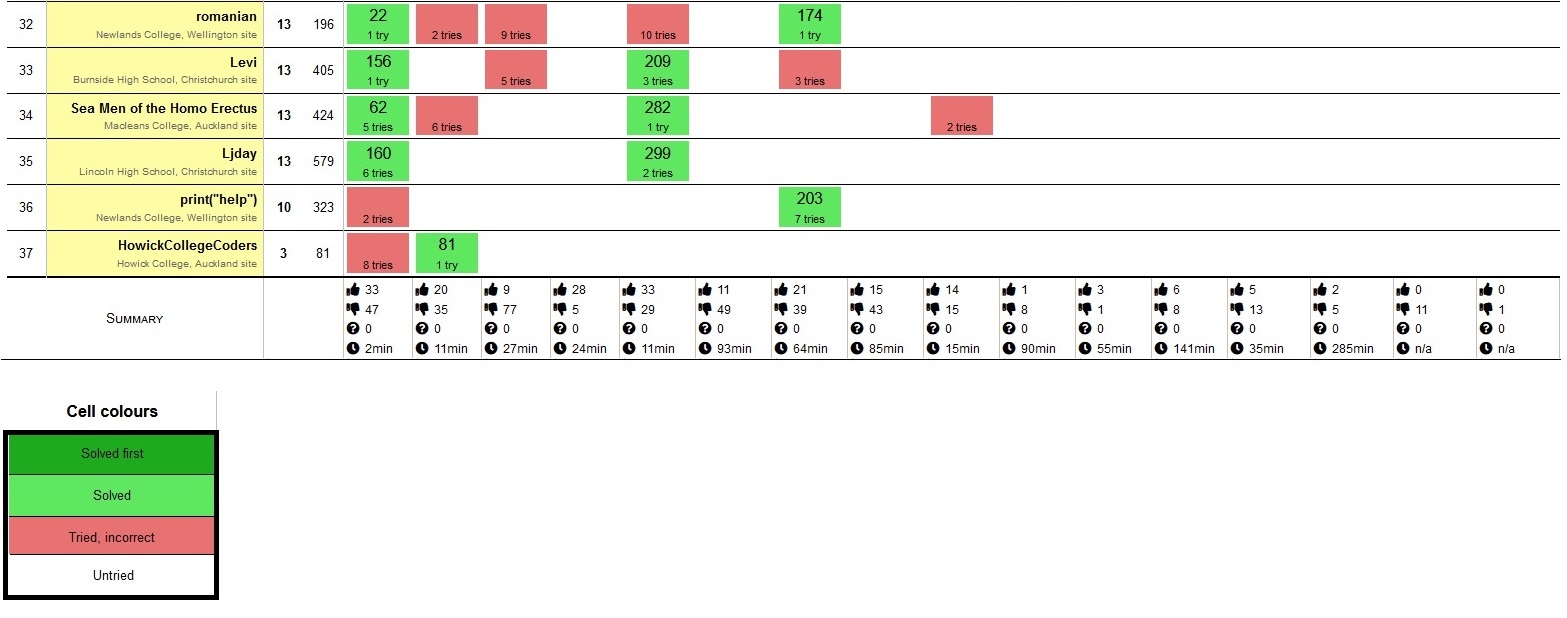 32 romanian 13 196 22 174
Newlands College, Wellington site 1 try 2 tries 9 tries 10 tries 1 try
33 Levi 13 405 156 209
Burnside High School, Christchurch site 1 try 5 tries 3 tries 3 tries
34 Sea Men of the Homo Erectus 13 424 62 282
Macleans College, Auckland site 5 tries 6 tries 1 try 2 tries
35 Ljday 13 579 160 299
Lincoln High School, Christchurch site 6 tries 2 tries
36 print("help") 10 323 203
Newlands College, Wellington site 2 tries 7 tries
37 HowickCollegeCoders 3 81 81
Howick College, Auckland site 8 tries 1 try
SUMMARY
33 20 9 28 33 11 21 15 14 1 3 6 5 2 0 0
47 35 77 5 29 49 39 43 15 8 1 8 13 5 11 1
0 0 0 0 0 0 0 0 0 0 0 0 0 0 0 0
2min 11min 27min 24min 11min 93min 64min 85min 15min 90min 55min 141min 35min 285min n/a n/a
Cell colours
Solved first
Solved
Tried, incorrect
Untried